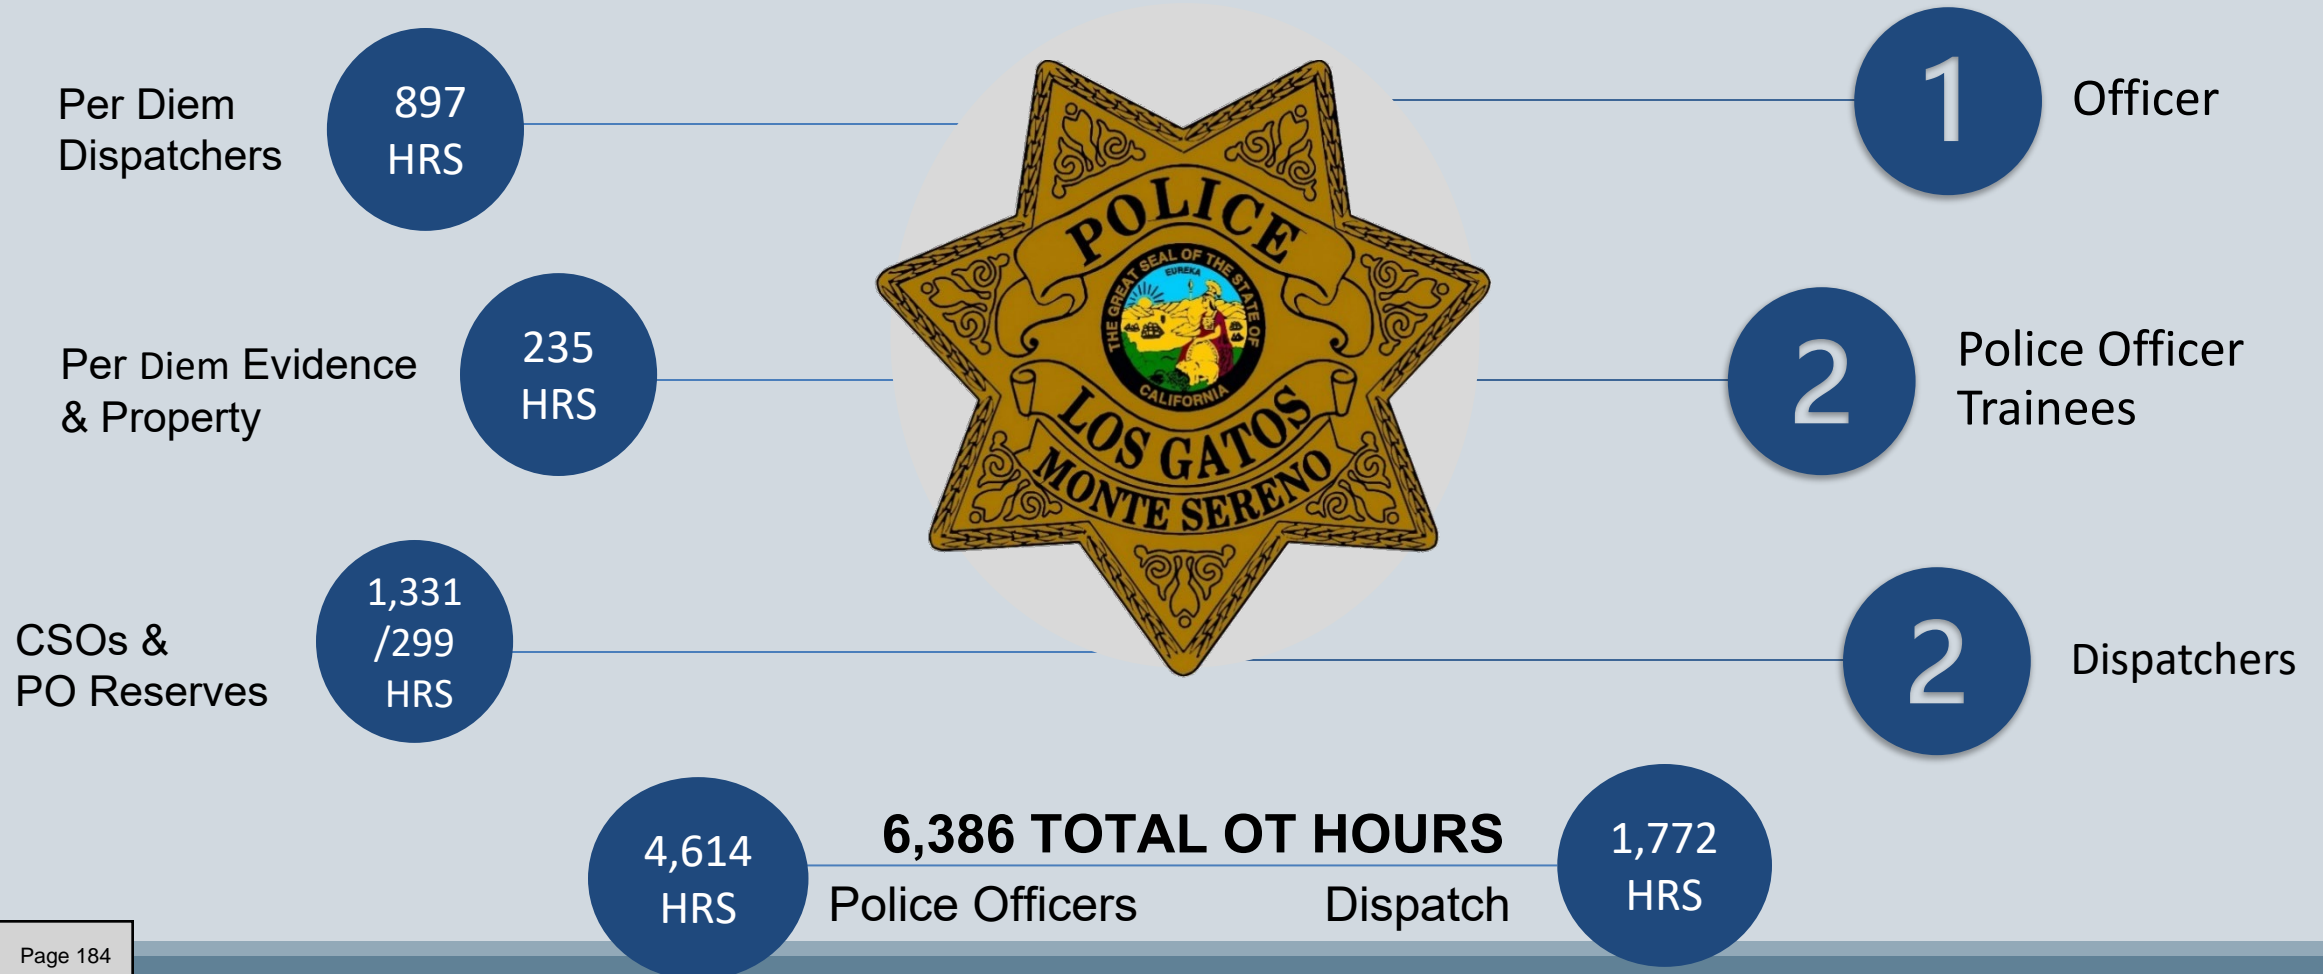 Per Diem
Dispatchers
897
HRS
Per Diem Evidence
& Property
235
HRS
CSOs &
PO Reserves
1,331
/299
HRS
POLICE
THE GREAT SEAL OF THE STATE OF
EUREKA
CALIFORNIA
LOS GATOS
MONTE SERENO
1
Officer
2
Police Officer
Trainees
2
Dispatchers
4,614
HRS
6,386 TOTAL OT HOURS
Police Officers
Dispatch
1,772
HRS
Page 184